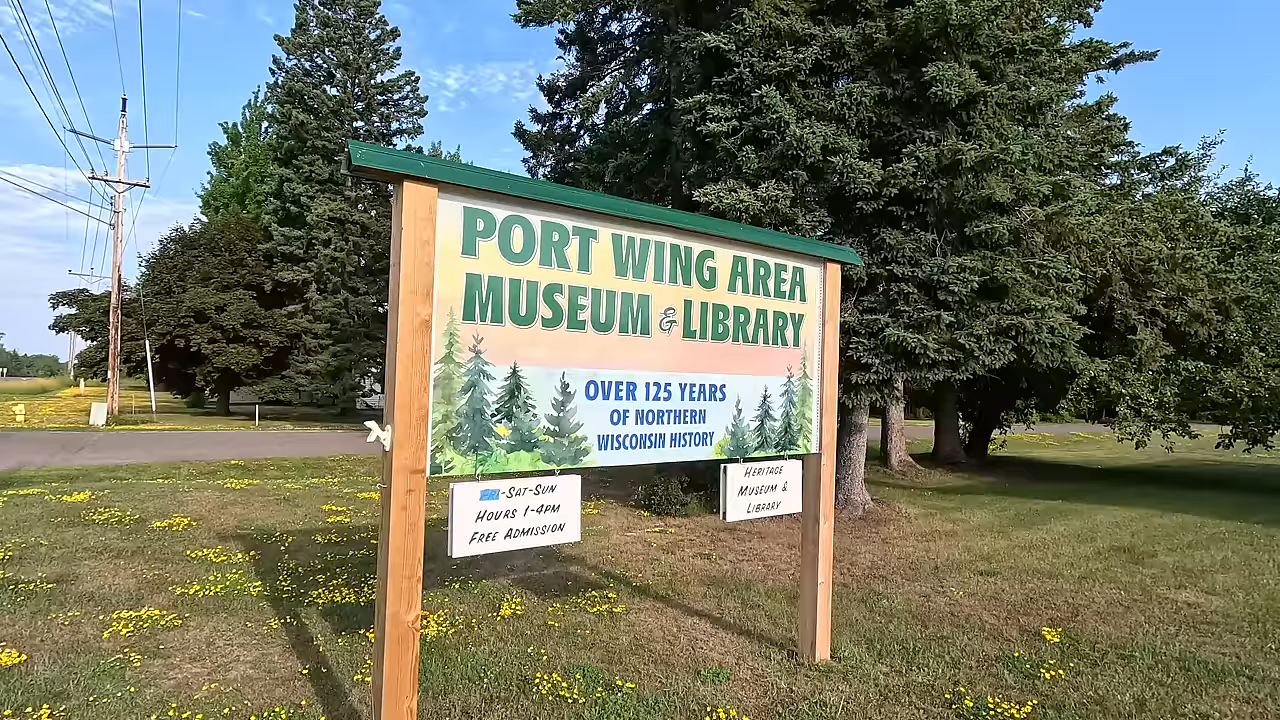 PORT WING AREA
MUSEUM & LIBRARY
OVER 125 YEARS
OF NORTHERN
WISCONSIN HISTORY
FRI-SAT-SUN
HOURS 1-4PM
FREE ADMISSION
HERITAGE
MUSEUM &
LIBRARY